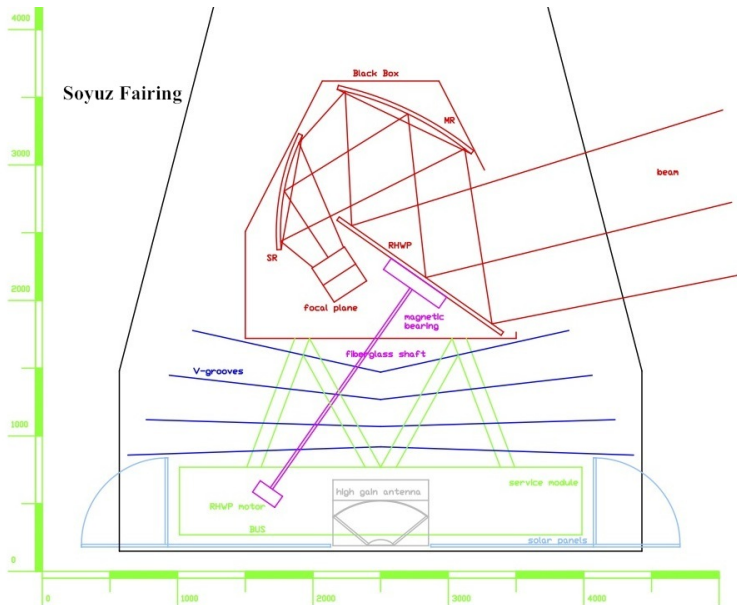 4000
Soyuz Fairing
Black Box
MR
3000
beam
RHWP
SR
focal plane
2000
magnetic
bearing
fiberglass shaft
V-grooves
1000
high gain antenna
service module
RHWP motor
BUS
solar panels
0
0
1000
2000
3000
4000